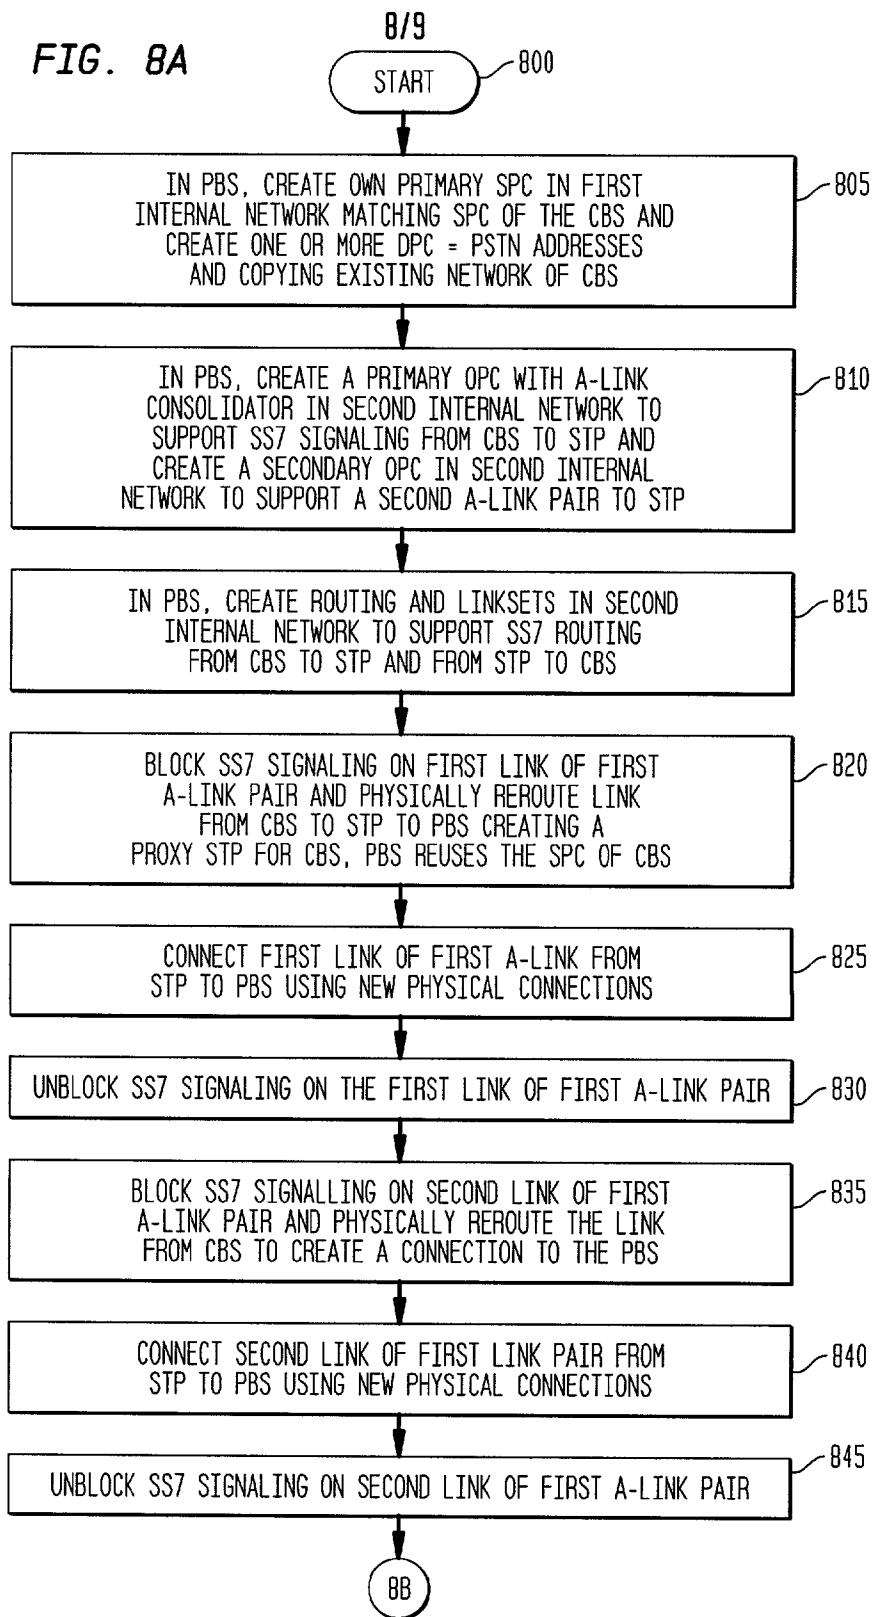 8/9
FIG. 8A
START
800
IN PBS, CREATE OWN PRIMARY SPC IN FIRST
INTERNAL NETWORK MATCHING SPC OF THE CBS AND
CREATE ONE OR MORE DPC = PSTN ADDRESSES
AND COPYING EXISTING NETWORK OF CBS
805
IN PBS, CREATE A PRIMARY OPC WITH A-LINK
CONSOLIDATOR IN SECOND INTERNAL NETWORK TO
SUPPORT SS7 SIGNALING FROM CBS TO STP AND
CREATE A SECONDARY OPC IN SECOND INTERNAL
NETWORK TO SUPPORT A SECOND A-LINK PAIR TO STP
810
IN PBS, CREATE ROUTING AND LINKSETS IN SECOND
INTERNAL NETWORK TO SUPPORT SS7 ROUTING
FROM CBS TO STP AND FROM STP TO CBS
815
BLOCK SS7 SIGNALING ON FIRST LINK OF FIRST
A-LINK PAIR AND PHYSICALLY REROUTE LINK
FROM CBS TO STP TO PBS CREATING A
PROXY STP FOR CBS, PBS REUSES THE SPC OF CBS
820
CONNECT FIRST LINK OF FIRST A-LINK FROM
STP TO PBS USING NEW PHYSICAL CONNECTIONS
825
UNBLOCK SS7 SIGNALING ON THE FIRST LINK OF FIRST A-LINK PAIR
830
BLOCK SS7 SIGNALLING ON SECOND LINK OF FIRST
A-LINK PAIR AND PHYSICALLY REROUTE THE LINK
FROM CBS TO CREATE A CONNECTION TO THE PBS
835
CONNECT SECOND LINK OF FIRST LINK PAIR FROM
STP TO PBS USING NEW PHYSICAL CONNECTIONS
840
UNBLOCK SS7 SIGNALING ON SECOND LINK OF FIRST A-LINK PAIR
845
8B